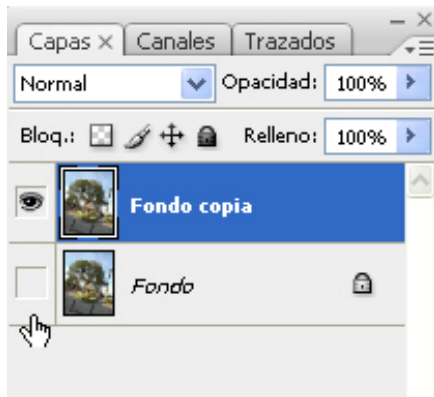 Capas × Canales Trazados
Normal Opacidad: 100%
Bloq.: Relleno: 100%
Fondo copia
Fondo